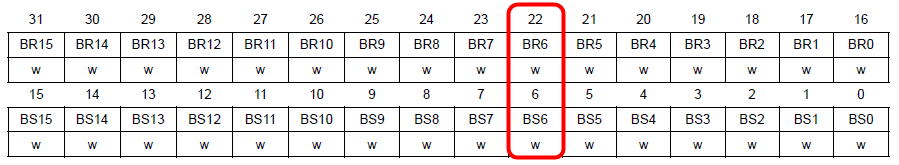 31 30 29 28 27 26 25 24 23 22 21 20 19 18 17 16
BR15 BR14 BR13 BR12 BR11 BR10 BR9 BR8 BR7 BR6 BR5 BR4 BR3 BR2 BR1 BR0
w w w w w w w w w w w w w w w w
15 14 13 12 11 10 9 8 7 6 5 4 3 2 1 0
BS15 BS14 BS13 BS12 BS11 BS10 BS9 BS8 BS7 BS6 BS5 BS4 BS3 BS2 BS1 BS0
w w w w w w w w w w w w w w w w